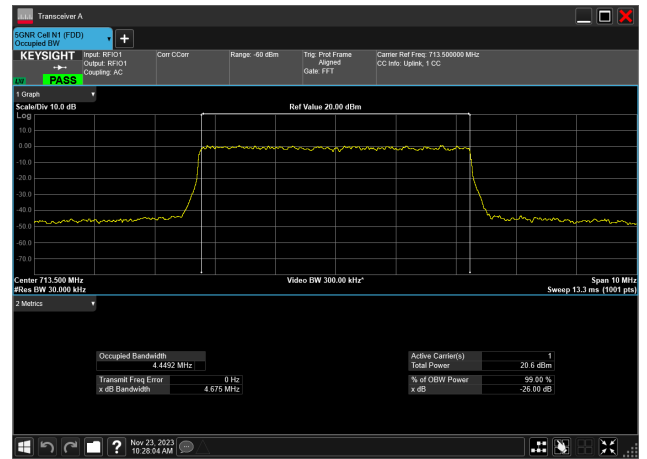 Transceiver A
5GNR Cell N1 (FDD)
Occupied BW
KEYSIGHT
LXI
PASS
Input: RFIO1
Output: RFIO1
Coupling: AC
Corr CCorr
Range: -60 dBm
Trig: Prot Frame
Aligned
Gate: FFT
Carrier Ref Freq: 713.500000 MHz
CC Info: Uplink, 1 CC
1 Graph
Scale/Div 10.0 dB
Ref Value 20.00 dBm
Log
10.0
0.00
-10.0
-20.0
-30.0
-40.0
-50.0
-60.0
-70.0
Center 713.500 MHz
Video BW 300.00 kHz*
Span 10 MHz
#Res BW 30.000 kHz
Sweep 13.3 ms (1001 pts)
2 Metrics
Occupied Bandwidth
4.4492 MHz
Active Carrier(s) 1
Total Power 20.6 dBm
Transmit Freq Error 0 Hz
x dB Bandwidth 4.675 MHz
% of OBW Power 99.00 %
x dB -26.00 dB
?
Nov 23, 2023
10:28:04 AM